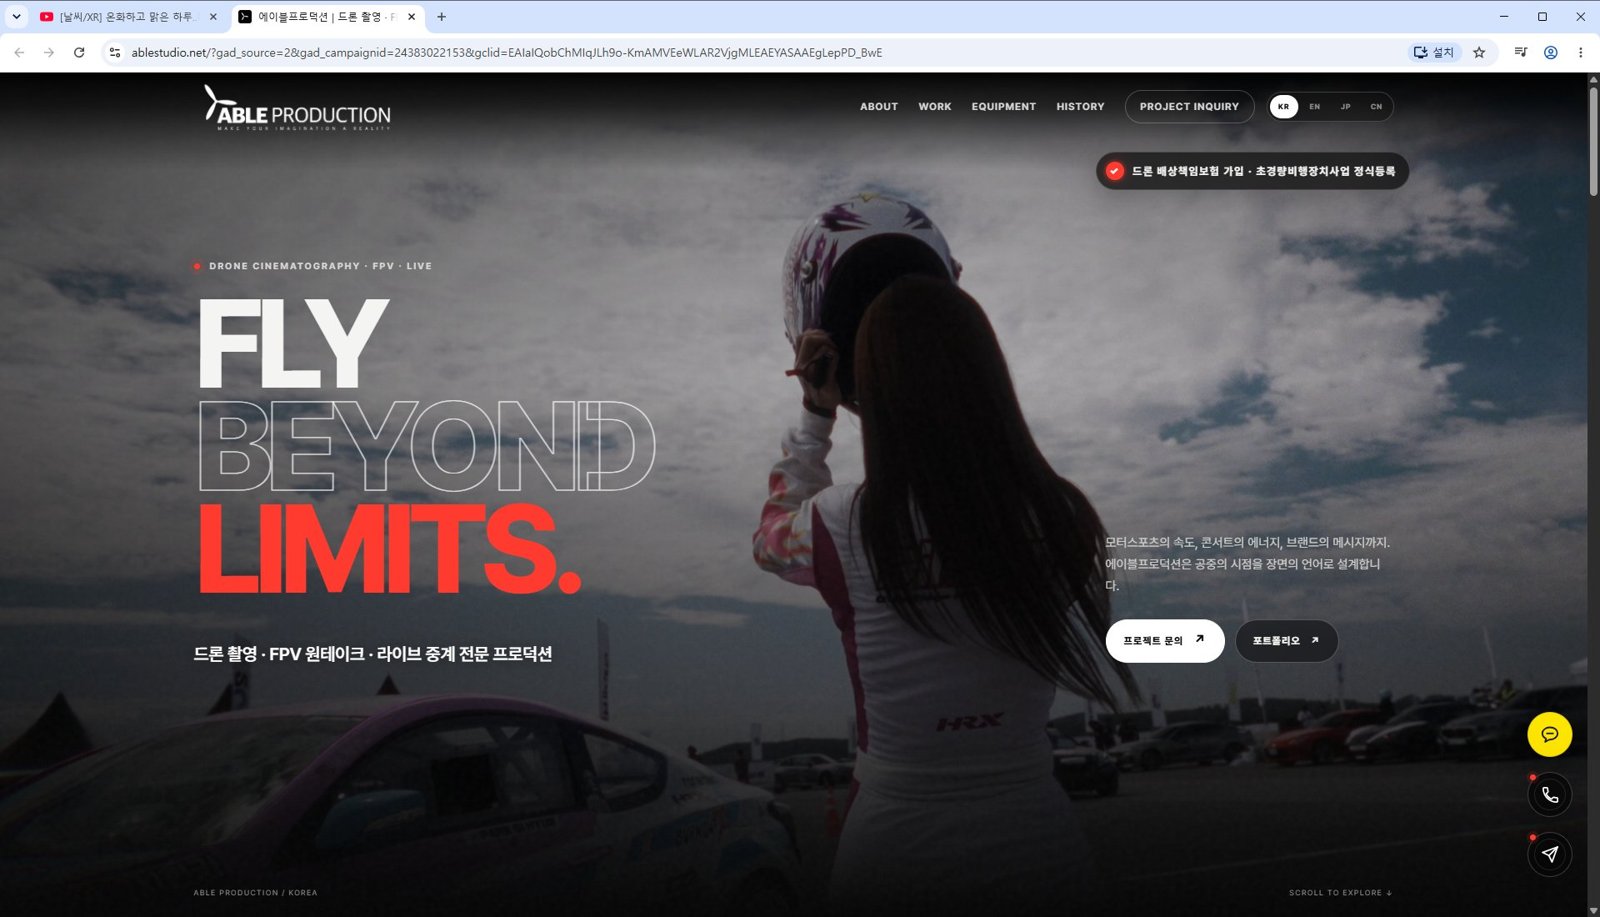 [날씨/XR] 온화하고 맑은 하루..
에이블프로덕션 | 드론 촬영 · F
ablestudio.net/?gad_source=2&gad_campaignid=24383022153&gclid=EAIaIQobChMIqJLh9o-KmAMVEeWLAR2VjgMLEAEYASAAEgLepPD_BwE
설치
ABLE PRODUCTION
MAKE YOUR IMAGINATION A REALITY
ABOUT WORK EQUIPMENT HISTORY PROJECT INQUIRY KR EN JP CN
드론 배상책임보험 가입 · 초경량비행장치사업 정식등록
DRONE CINEMATOGRAPHY · FPV · LIVE
FLY
BEYOND
LIMITS.
모터스포츠의 속도, 콘서트의 에너지, 브랜드의 메시지까지.
에이블프로덕션은 공중의 시점을 장면의 언어로 설계합니
다.
프로젝트 문의 ↗ 포트폴리오 ↗
드론 촬영 · FPV 원테이크 · 라이브 중계 전문 프로덕션
HRX
ABLE PRODUCTION / KOREA
SCROLL TO EXPLORE ↓